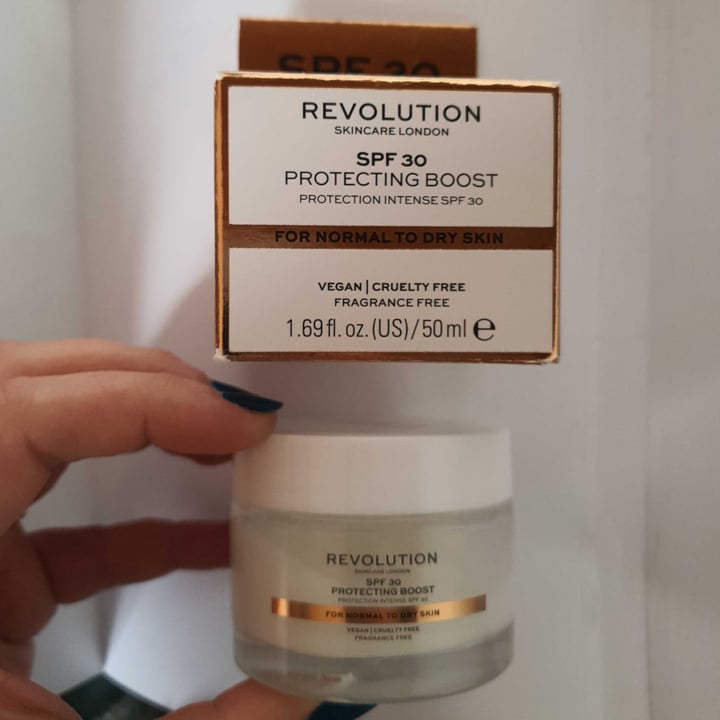 SPF 30
REVOLUTION
SKINCARE LONDON
SPF 30
PROTECTING BOOST
PROTECTION INTENSE SPF 30
FOR NORMAL TO DRY SKIN
VEGAN | CRUELTY FREE
FRAGRANCE FREE
1.69 fl. oz. (US) / 50 ml ℮
REVOLUTION
SKINCARE LONDON
SPF 30
PROTECTING BOOST
PROTECTION INTENSE SPF 30
FOR NORMAL TO DRY SKIN
VEGAN | CRUELTY FREE
FRAGRANCE FREE